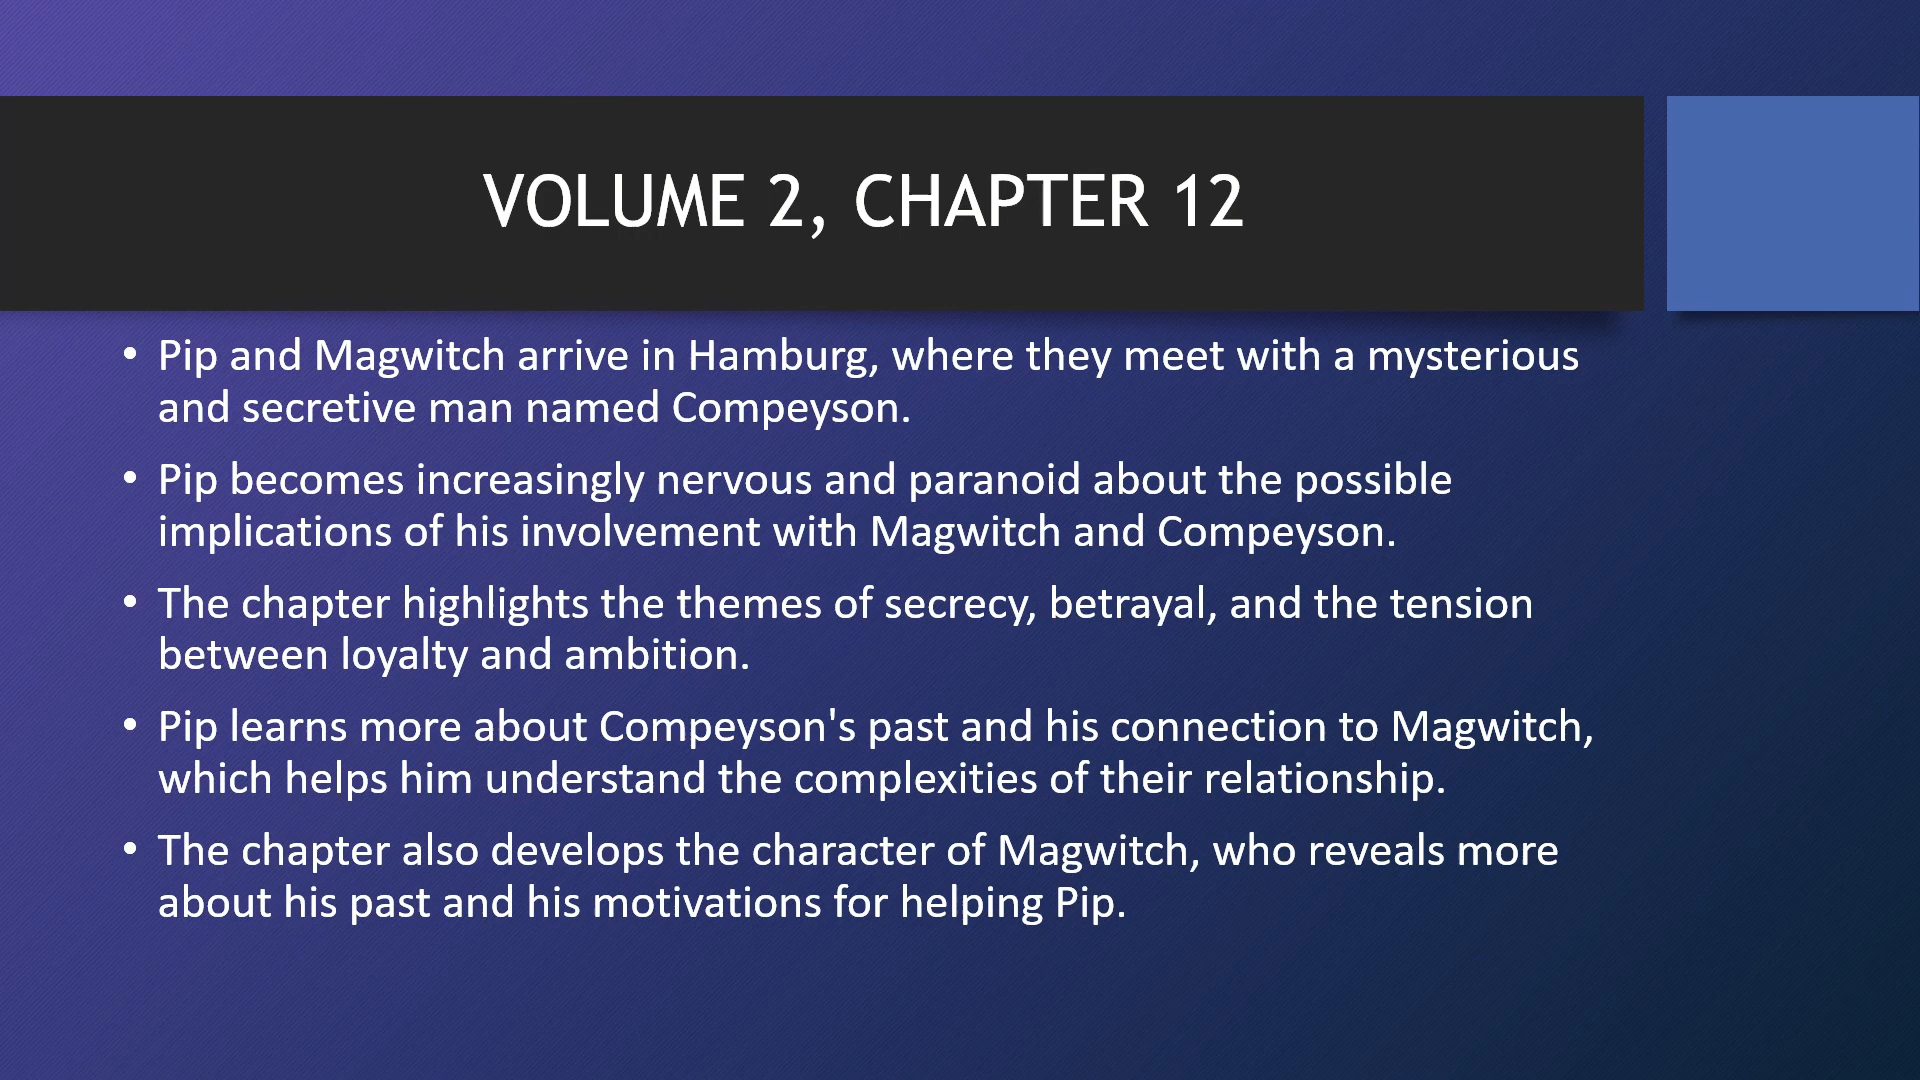 VOLUME 2, CHAPTER 12
• Pip and Magwitch arrive in Hamburg, where they meet with a mysterious
and secretive man named Compeyson.
• Pip becomes increasingly nervous and paranoid about the possible
implications of his involvement with Magwitch and Compeyson.
• The chapter highlights the themes of secrecy, betrayal, and the tension
between loyalty and ambition.
• Pip learns more about Compeyson's past and his connection to Magwitch,
which helps him understand the complexities of their relationship.
• The chapter also develops the character of Magwitch, who reveals more
about his past and his motivations for helping Pip.